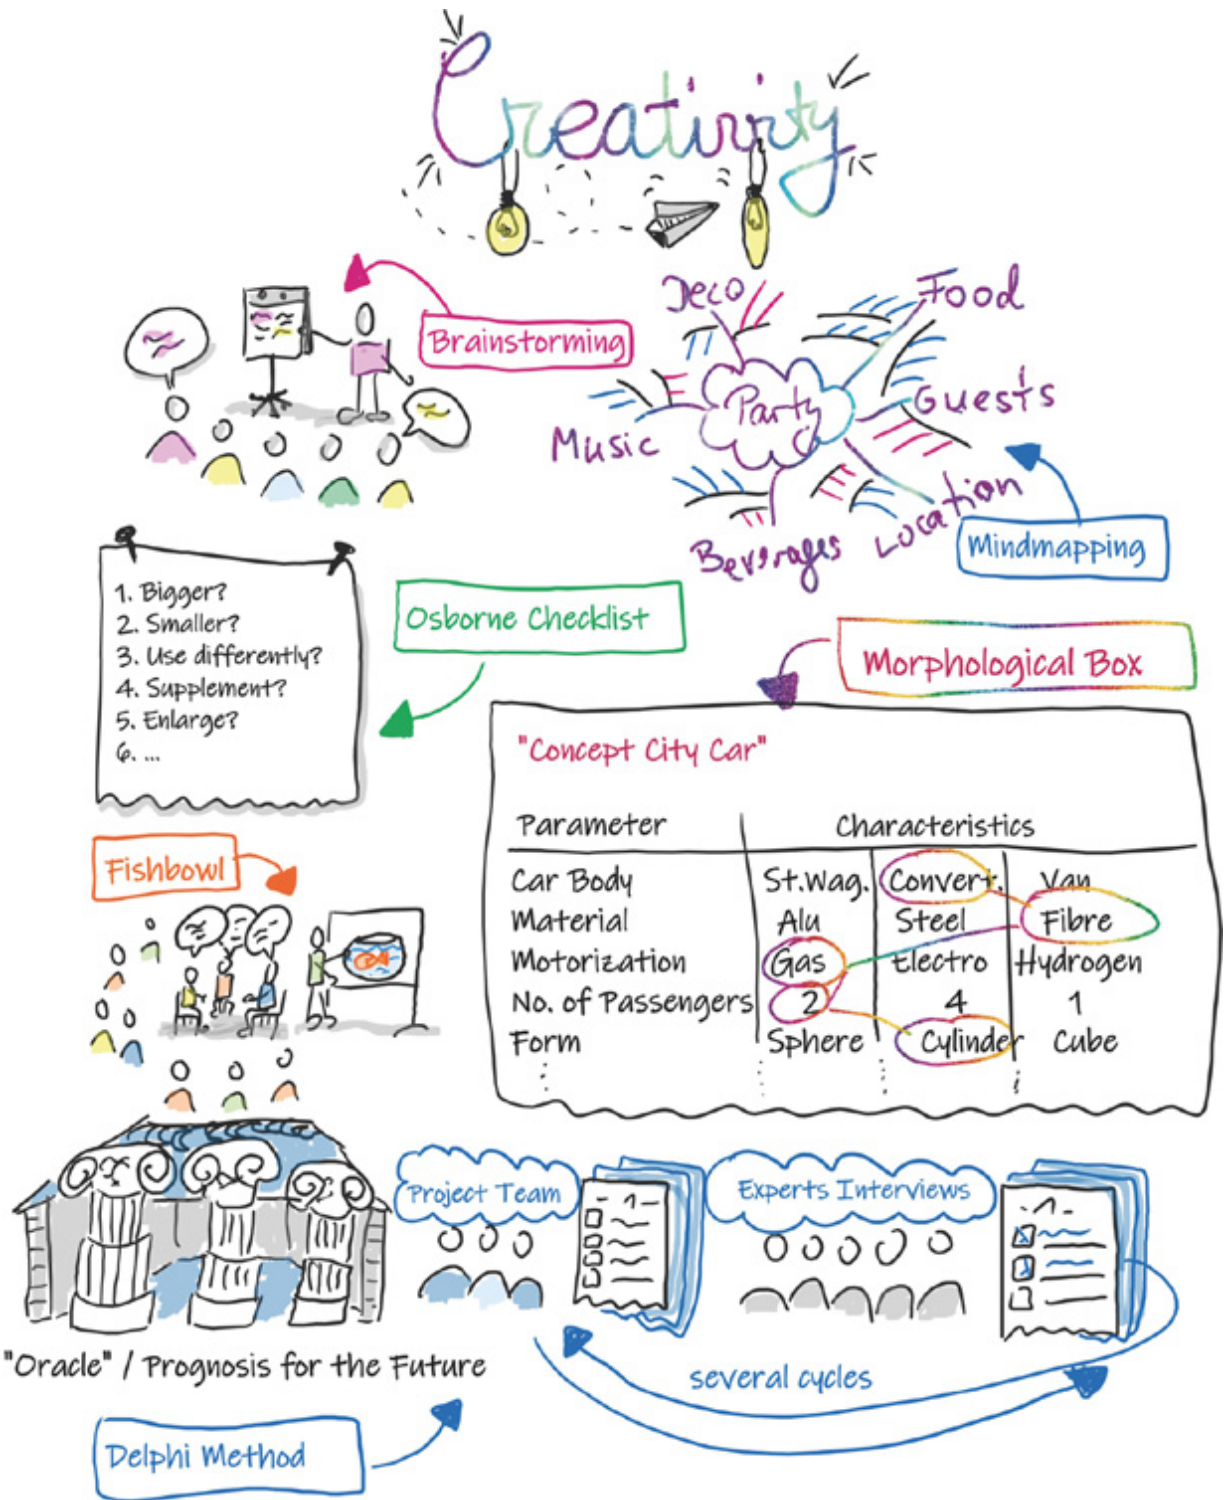 Creativity
Brainstorming
Deco
Food
Party
Guests
Music
Beverages
Location
Mindmapping
1. Bigger?
2. Smaller?
3. Use differently?
4. Supplement?
5. Enlarge?
6. ...
Osborne Checklist
Morphological Box
"Concept City Car"
Parameter Characteristics
Car Body St.Wag. Convert. Van
Material Alu Steel Fibre
Motorization Gas Electro Hydrogen
No. of Passengers 2 4 1
Form Sphere Cylinder Cube
Fishbowl
Project Team
Experts Interviews
-1-
-1-
"Oracle" / Prognosis for the Future
several cycles
Delphi Method